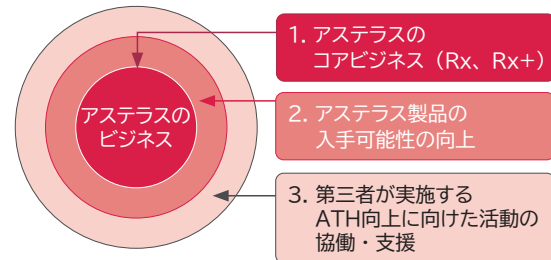 アステラスの
ビジネス
1. アステラスの
コアビジネス（Rx、Rx+）
2. アステラス製品の
入手可能性の向上
3. 第三者が実施する
ATH向上に向けた活動の
協働・支援